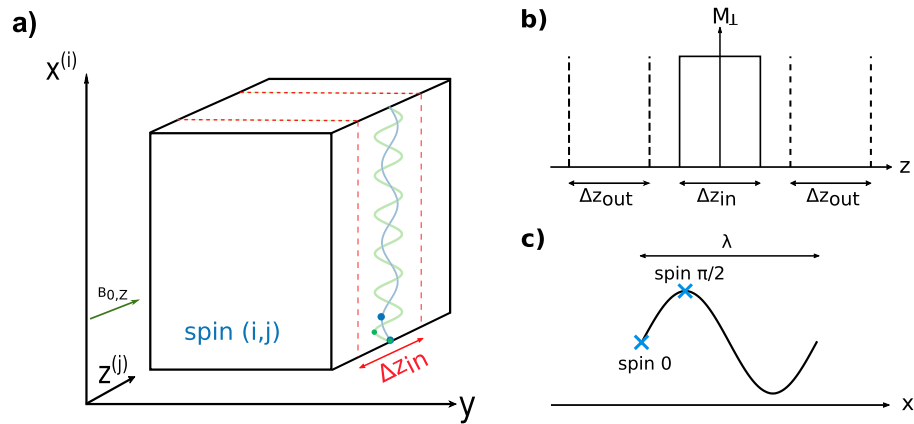 a)
x(i)
B0,Z
z(j)
spin (i,j)
Δzin
y
b)
M⊥
z
Δzout
Δzin
Δzout
c)
λ
spin π/2
spin 0
x